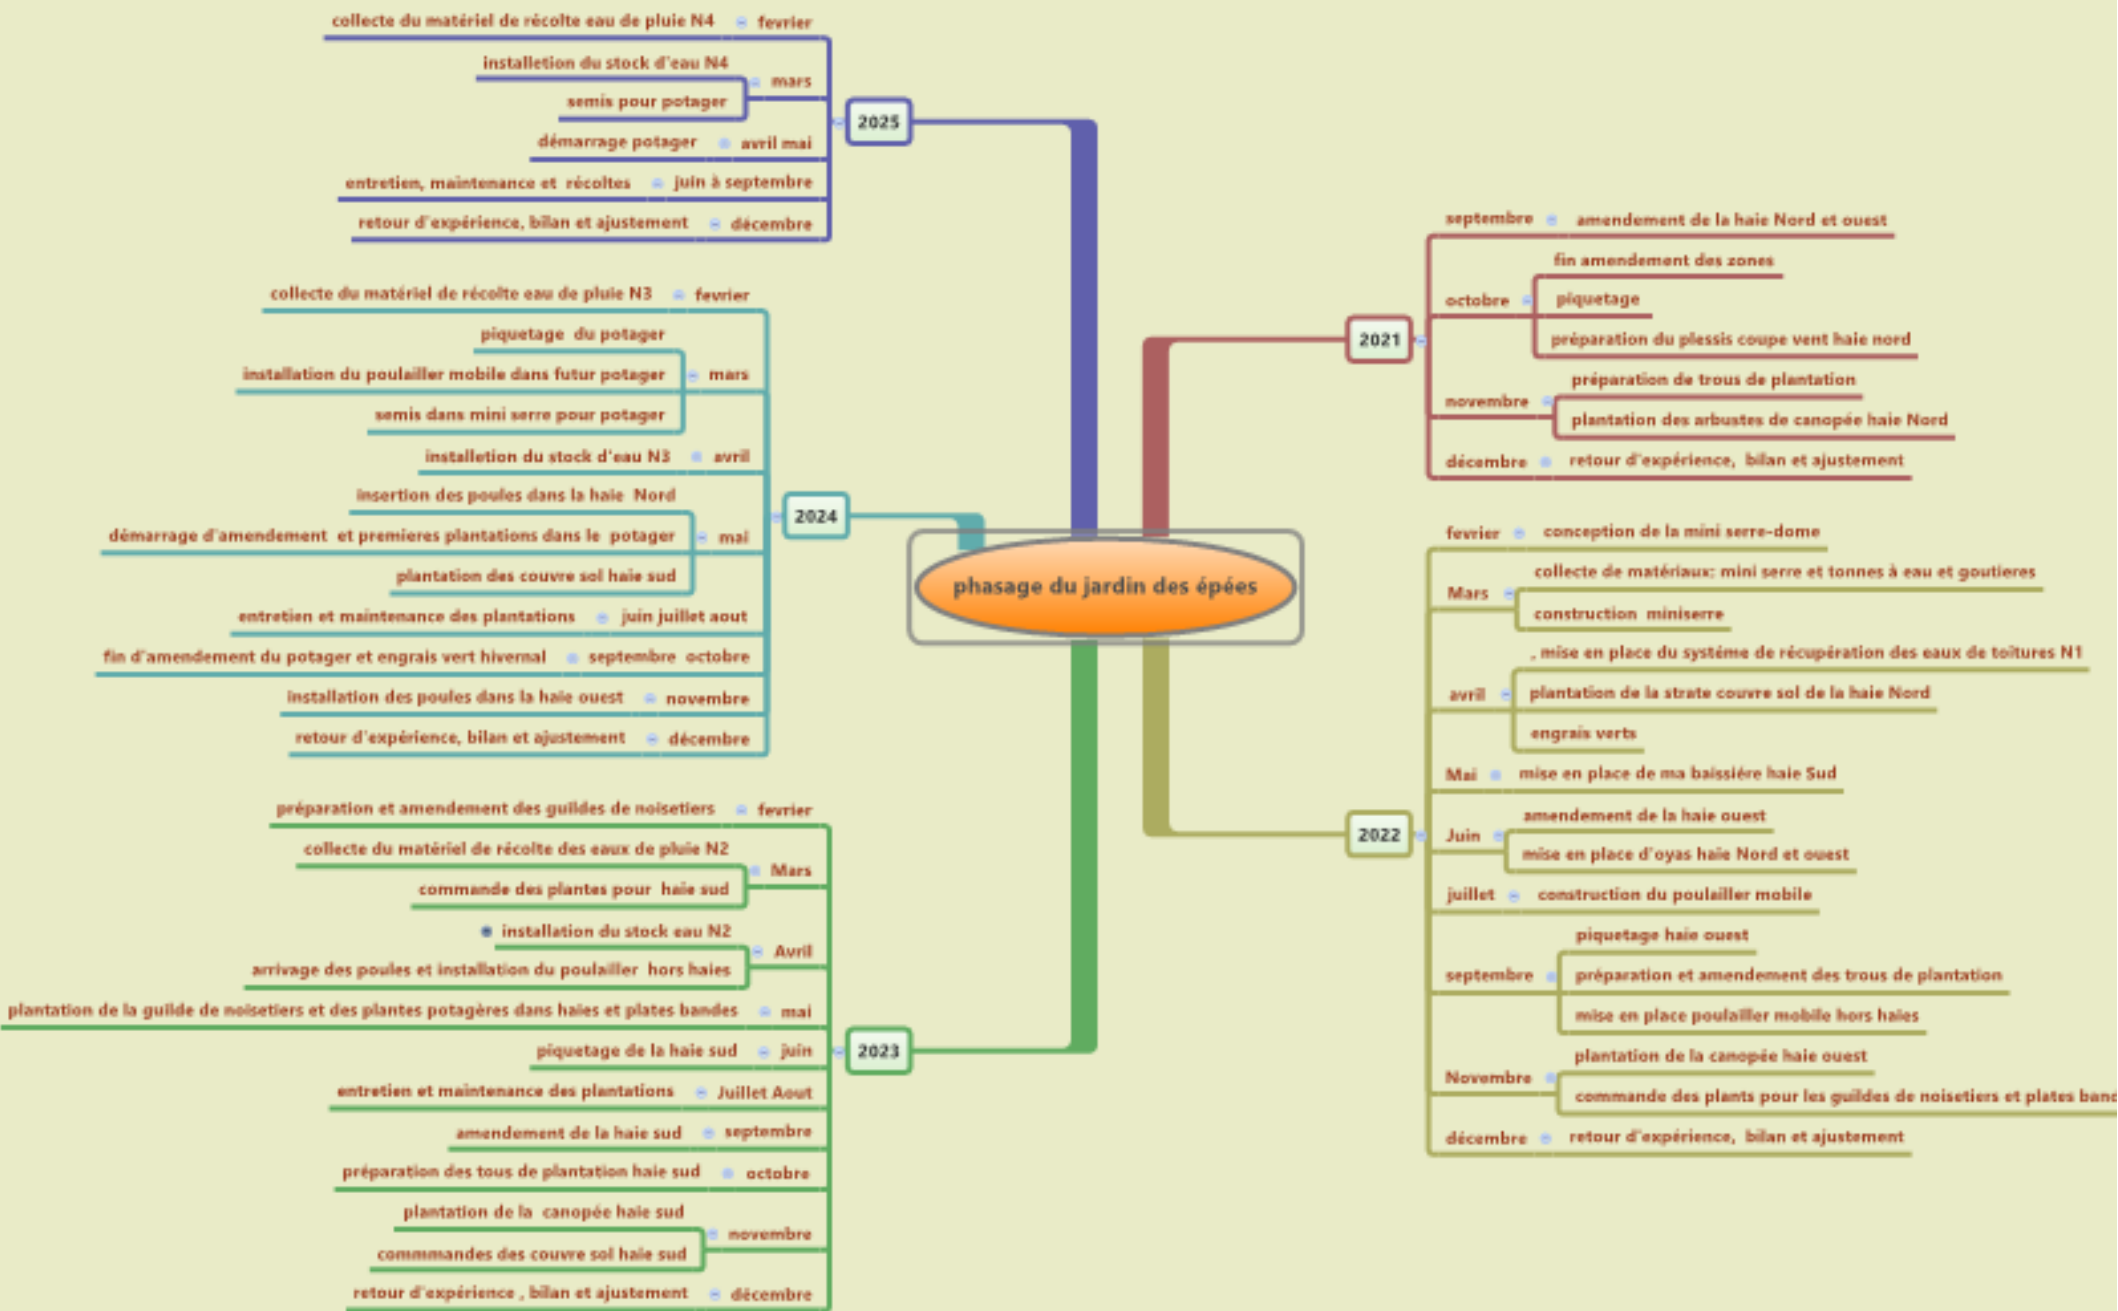 phasage du jardin des épées
2021
septembre
amendement de la haie Nord et ouest
octobre
fin amendement des zones
piquetage
préparation du plessis coupe vent haie nord
novembre
préparation de trous de plantation
plantation des arbustes de canopée haie Nord
décembre
retour d'expérience, bilan et ajustement
2022
fevrier
conception de la mini serre-dome
Mars
collecte de matériaux: mini serre et tonnes à eau et goutieres
construction miniserre
avril
, mise en place du systéme de récupération des eaux de toîtures N1
plantation de la strate couvre sol de la haie Nord
engrais verts
Mai
mise en place de ma baissiére haie Sud
Juin
amendement de la haie ouest
mise en place d'oyas haie Nord et ouest
juillet
construction du poulailler mobile
septembre
piquetage haie ouest
préparation et amendement des trous de plantation
mise en place poulailler mobile hors haies
Novembre
plantation de la canopée haie ouest
commande des plants pour les guildes de noisetiers et plates band
décembre
retour d'expérience, bilan et ajustement
2023
fevrier
préparation et amendement des guildes de noisetiers
Mars
collecte du matériel de récolte des eaux de pluie N2
commande des plantes pour haie sud
Avril
installation du stock eau N2
arrivage des poules et installation du poulailler hors haies
mai
plantation de la guilde de noisetiers et des plantes potagères dans haies et plates bandes
juin
piquetage de la haie sud
Juillet Aout
entretien et maintenance des plantations
septembre
amendement de la haie sud
octobre
préparation des tous de plantation haie sud
novembre
plantation de la canopée haie sud
commmandes des couvre sol haie sud
décembre
retour d'expérience , bilan et ajustement
2024
fevrier
collecte du matériel de récolte eau de pluie N3
mars
piquetage du potager
installation du poulailler mobile dans futur potager
semis dans mini serre pour potager
avril
installetion du stock d'eau N3
mai
insertion des poules dans la haie Nord
démarrage d'amendement et premieres plantations dans le potager
plantation des couvre sol haie sud
juin juillet aout
entretien et maintenance des plantations
septembre octobre
fin d'amendement du potager et engrais vert hivernal
novembre
installation des poules dans la haie ouest
décembre
retour d'expérience, bilan et ajustement
2025
fevrier
collecte du matériel de récolte eau de pluie N4
mars
installetion du stock d'eau N4
semis pour potager
avril mai
démarrage potager
juin à septembre
entretien, maintenance et récoltes
décembre
retour d'expérience, bilan et ajustement